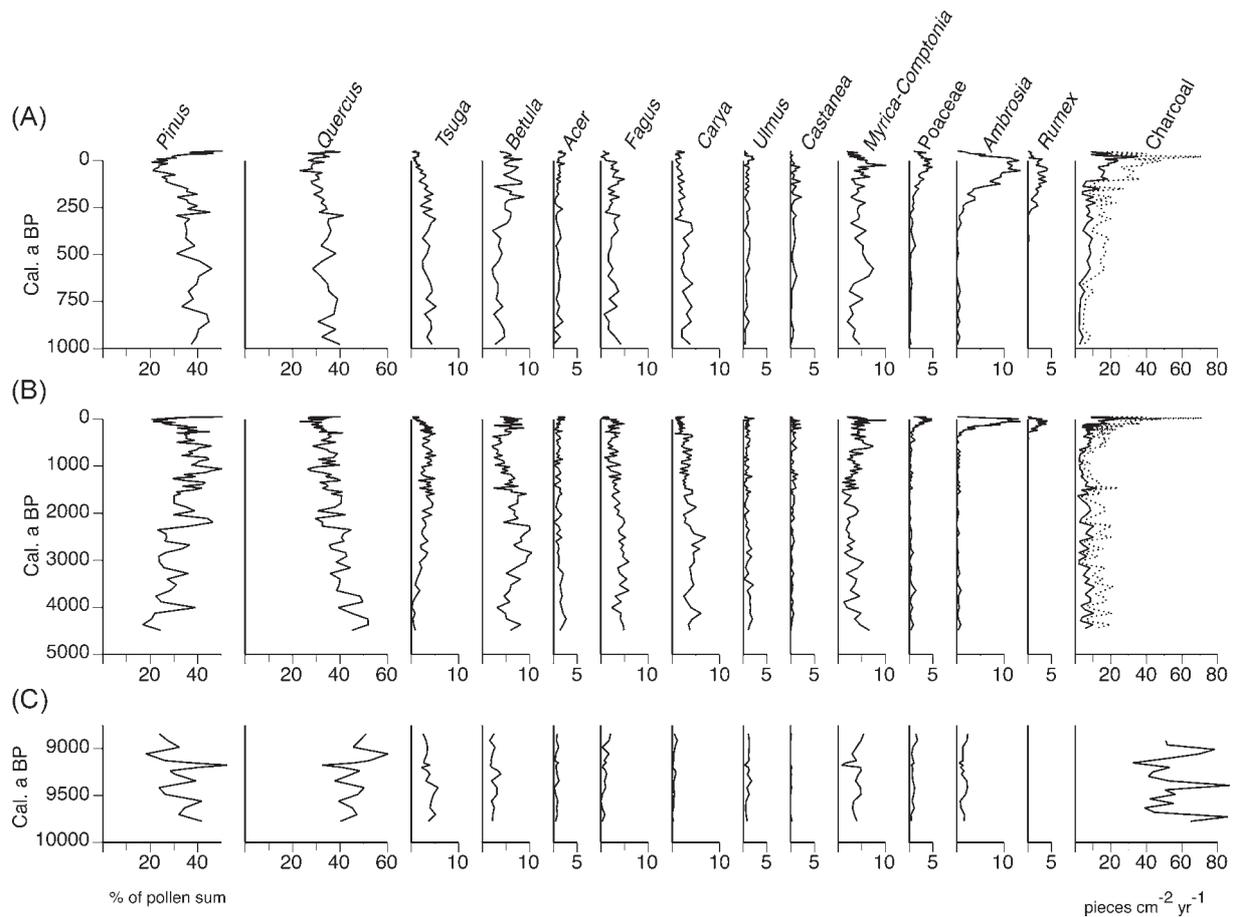 (A)
Pinus Quercus Tsuga Betula Acer Fagus Carya Ulmus Castanea Myrica-Comptonia Poaceae Ambrosia Rumex Charcoal
Cal. a BP
0
250
500
750
1000
20 40 20 40 60 10 10 5 10 10 5 5 10 5 10 5 20 40 60 80
(B)
Cal. a BP
0
1000
2000
3000
4000
5000
20 40 20 40 60 10 10 5 10 10 5 5 10 5 10 5 20 40 60 80
(C)
Cal. a BP
9000
9500
10000
20 40 20 40 60 10 10 5 10 10 5 5 10 5 10 5 20 40 60 80
% of pollen sum pieces cm⁻² yr⁻¹